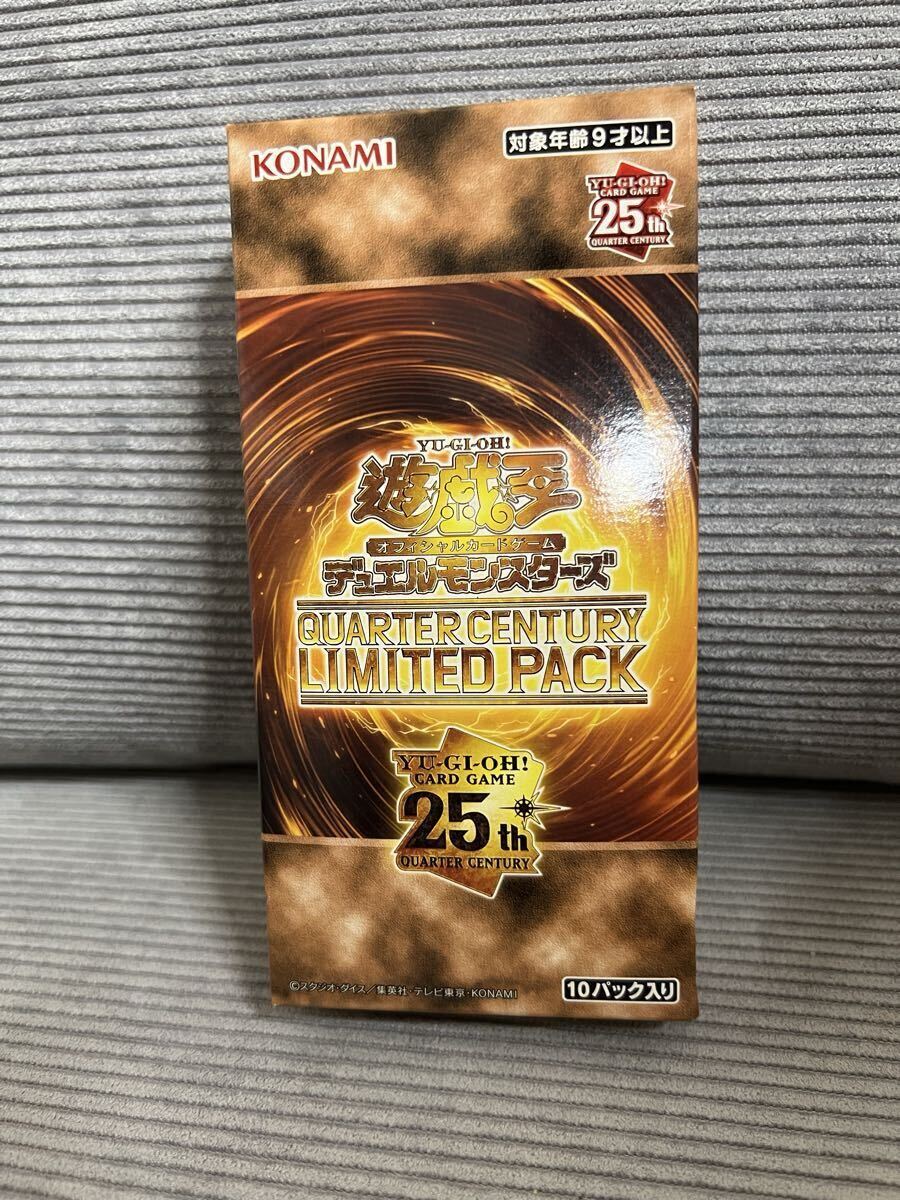 KONAMI
対象年齢9才以上
YU-GI-OH!
CARD GAME
25th
QUARTER CENTURY
YU-GI-OH!
遊戯王
オフィシャルカードゲーム
デュエルモンスターズ
QUARTER CENTURY
LIMITED PACK
YU-GI-OH!
CARD GAME
25th
QUARTER CENTURY
©スタジオ・ダイス／集英社・テレビ東京・KONAMI
10パック入り